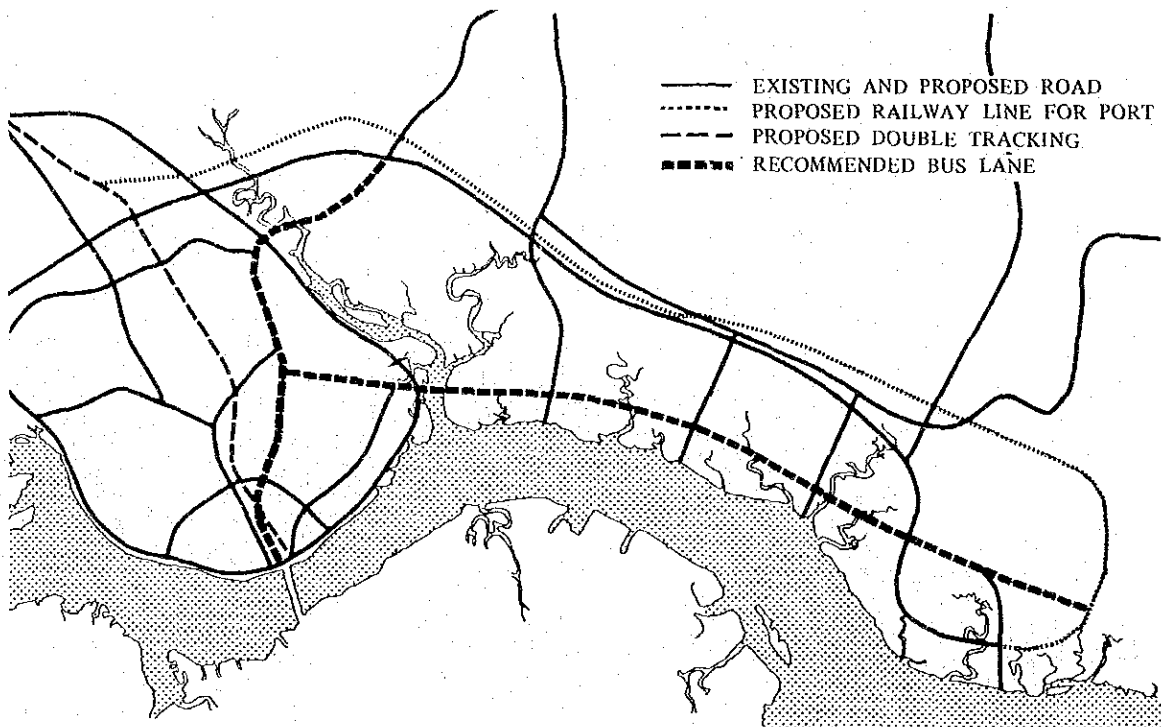 EXISTING AND PROPOSED ROAD
PROPOSED RAILWAY LINE FOR PORT
PROPOSED DOUBLE TRACKING
RECOMMENDED BUS LANE